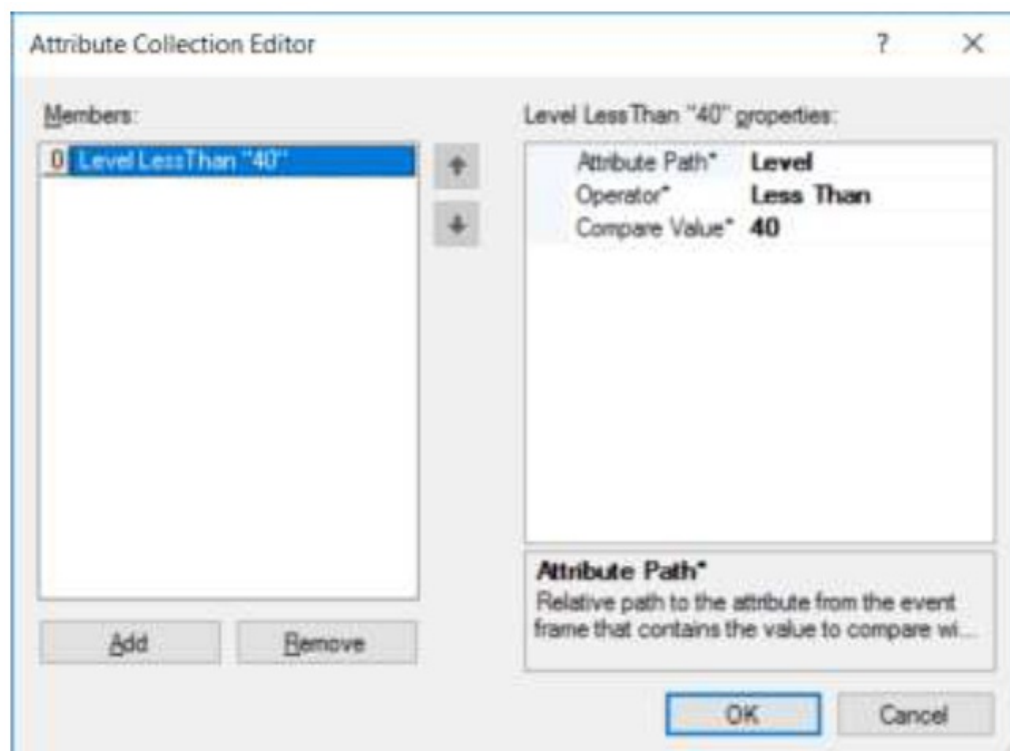 Attribute Collection Editor
?
Members:
Level LessThan "40" properties:
0 Level LessThan "40"
Attribute Path* Level
Operator* Less Than
Compare Value* 40
Attribute Path*
Relative path to the attribute from the event
frame that contains the value to compare wi...
Add
Remove
OK
Cancel